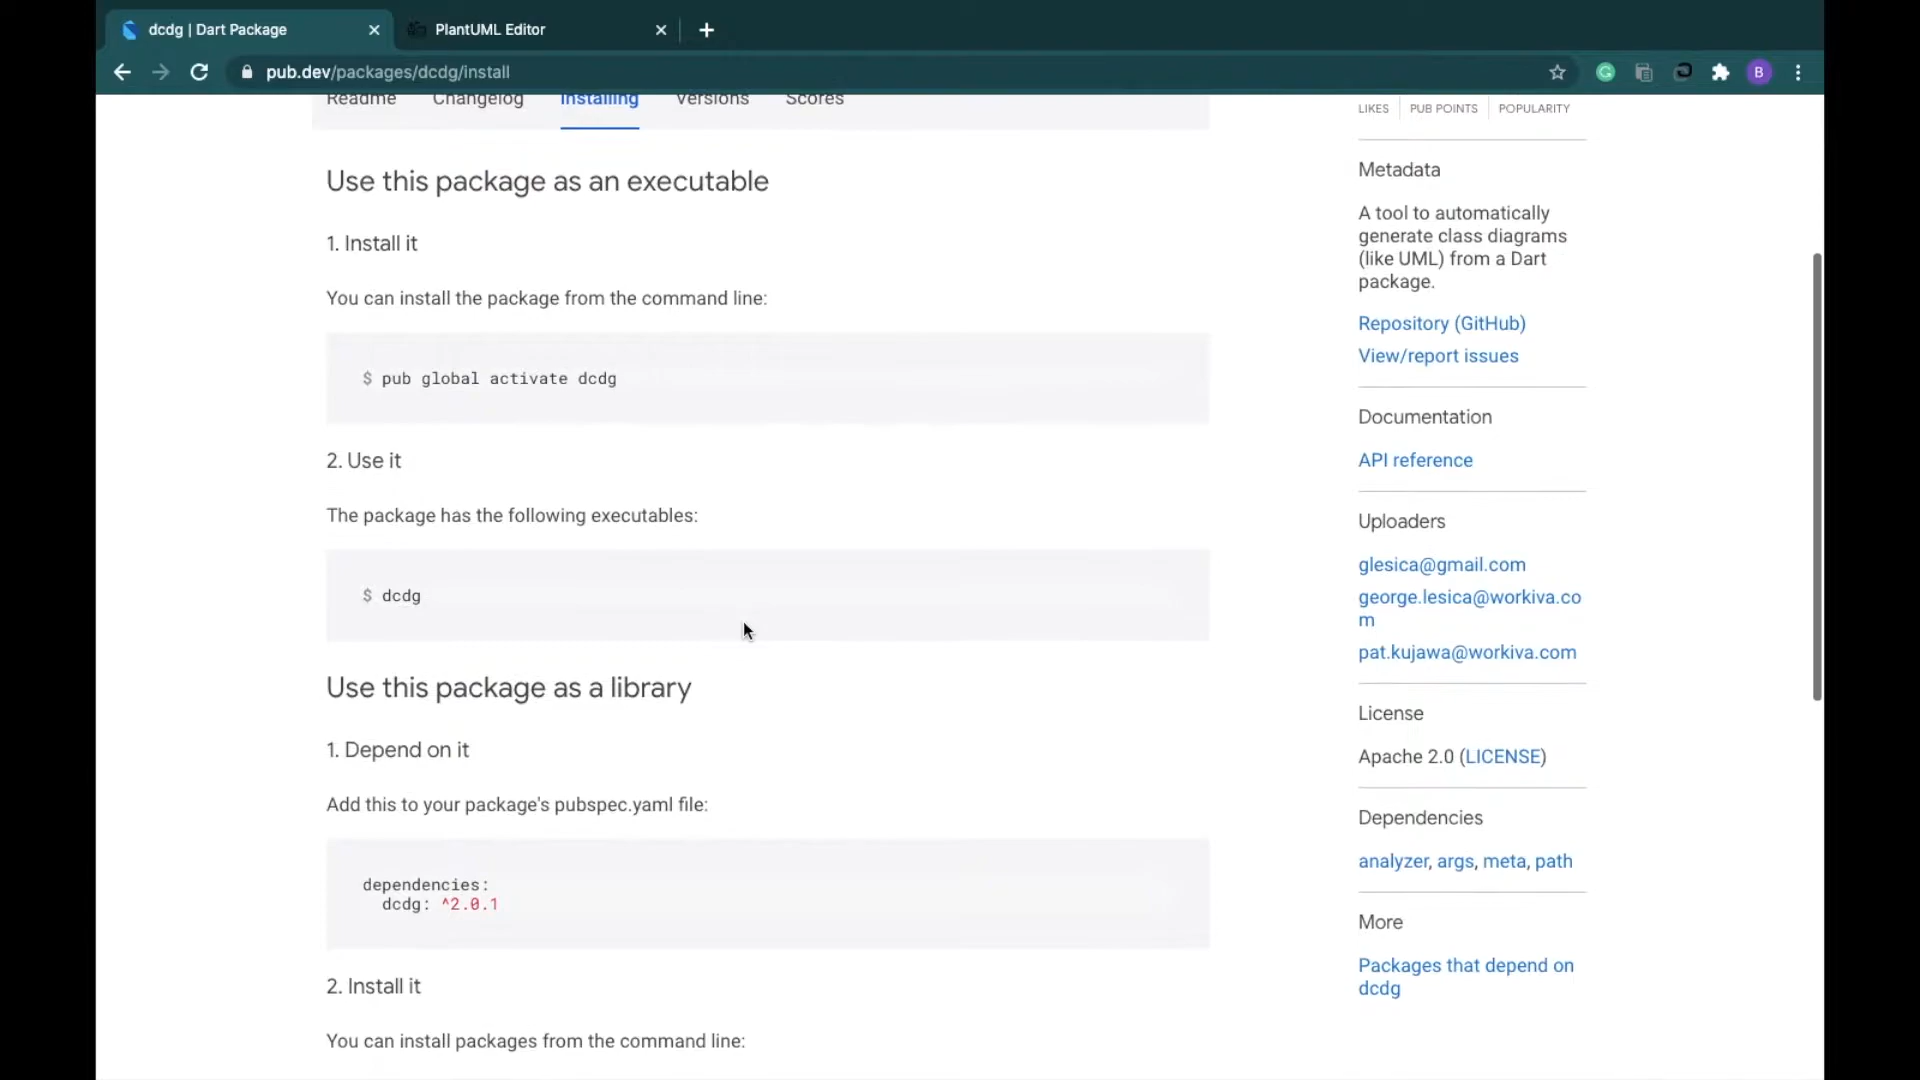 dcdg | Dart Package
PlantUML Editor
pub.dev/packages/dcdg/install
B
Readme Changelog Installing Versions Scores
LIKES PUB POINTS POPULARITY
Use this package as an executable
1. Install it
You can install the package from the command line:
$ pub global activate dcdg
2. Use it
The package has the following executables:
$ dcdg
Use this package as a library
1. Depend on it
Add this to your package's pubspec.yaml file:
dependencies:
dcdg: ^2.0.1
2. Install it
You can install packages from the command line:
Metadata
A tool to automatically
generate class diagrams
(like UML) from a Dart
package.
Repository (GitHub)
View/report issues
Documentation
API reference
Uploaders
glesica@gmail.com
george.lesica@workiva.co
m
pat.kujawa@workiva.com
License
Apache 2.0 (LICENSE)
Dependencies
analyzer, args, meta, path
More
Packages that depend on
dcdg